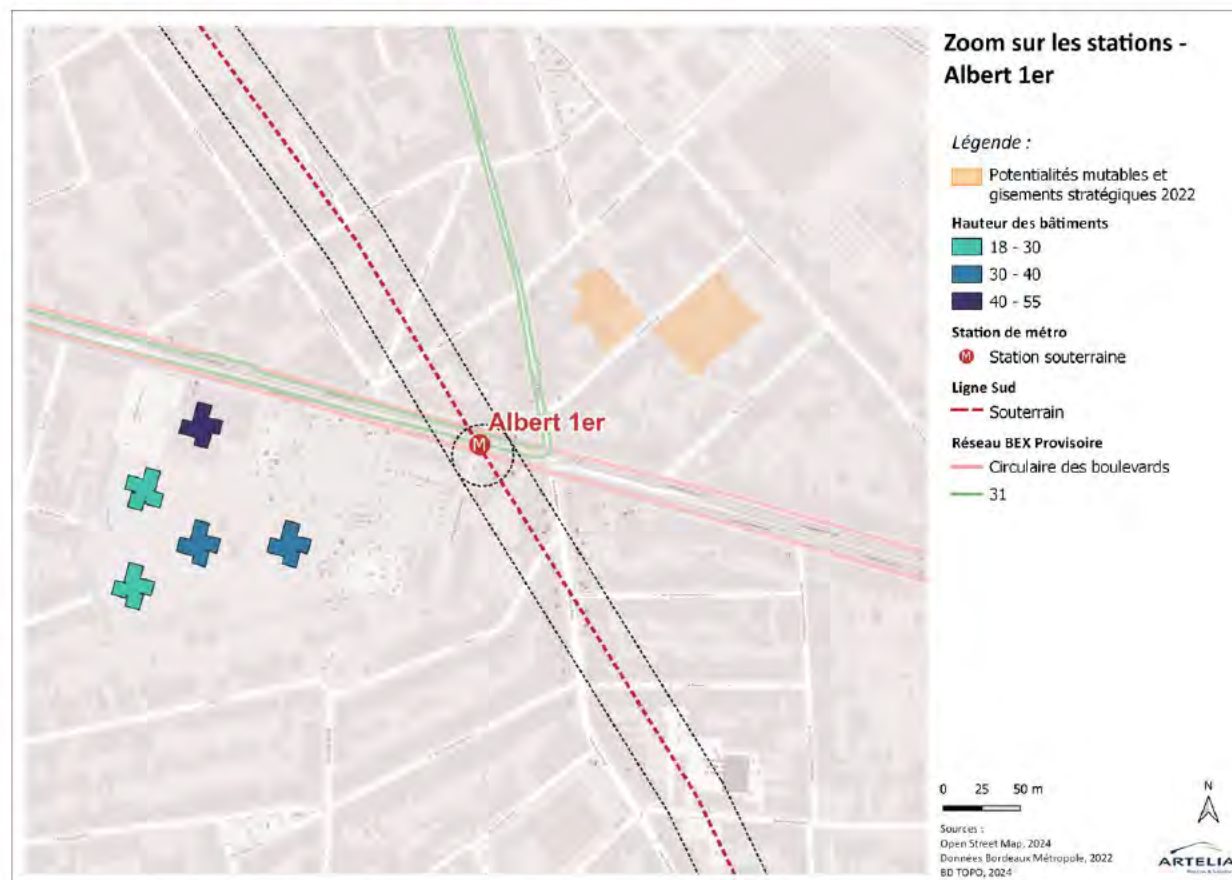 Zoom sur les stations -
Albert 1er
Légende :
Potentialités mutables et
gisements stratégiques 2022
Hauteur des bâtiments
18 - 30
30 - 40
40 - 55
Station de métro
M Station souterraine
Ligne Sud
Souterrain
Réseau BEX Provisoire
Circulaire des boulevards
31
Albert 1er
M
0 25 50 m
N
Sources :
Open Street Map, 2024
Données Bordeaux Métropole, 2022
BD TOPO, 2024
ARTELIA